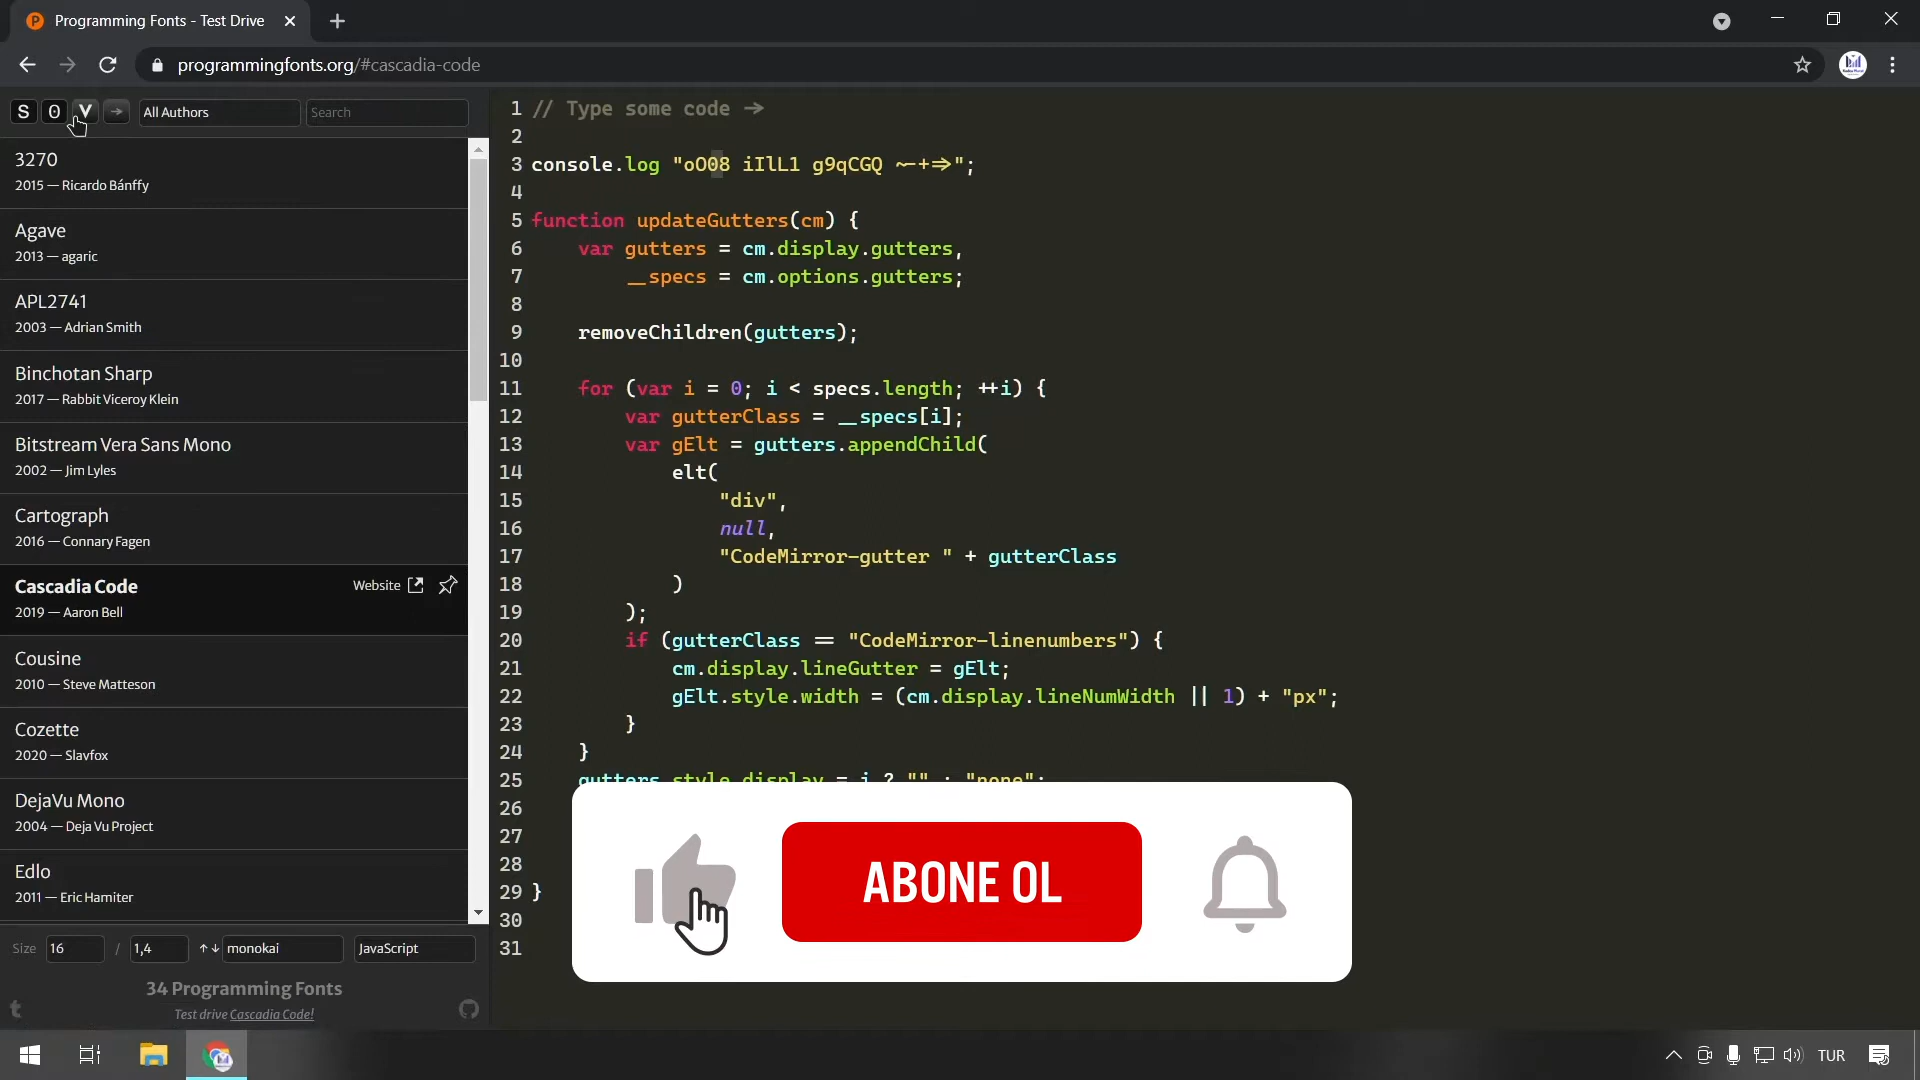 Programming Fonts - Test Drive
programmingfonts.org/#cascadia-code
S 0 V → All Authors Search
3270
2015 — Ricardo Bánffy
Agave
2013 — agaric
APL2741
2003 — Adrian Smith
Binchotan Sharp
2017 — Rabbit Viceroy Klein
Bitstream Vera Sans Mono
2002 — Jim Lyles
Cartograph
2016 — Connary Fagen
Cascadia Code Website
2019 — Aaron Bell
Cousine
2010 — Steve Matteson
Cozette
2020 — Slavfox
DejaVu Mono
2004 — Deja Vu Project
Edlo
2011 — Eric Hamiter
Size 16 / 1,4 ↑↓ monokai JavaScript
34 Programming Fonts
Test drive Cascadia Code!
1 // Type some code →
2
3 console.log "oO08 iIlL1 g9qCGQ ~-+=>";
4
5 function updateGutters(cm) {
6 var gutters = cm.display.gutters,
7 __specs = cm.options.gutters;
8
9 removeChildren(gutters);
10
11 for (var i = 0; i < specs.length; ++i) {
12 var gutterClass = __specs[i];
13 var gElt = gutters.appendChild(
14 elt(
15 "div",
16 null,
17 "CodeMirror-gutter " + gutterClass
18 )
19 );
20 if (gutterClass == "CodeMirror-linenumbers") {
21 cm.display.lineGutter = gElt;
22 gElt.style.width = (cm.display.lineNumWidth || 1) + "px";
23 }
24 }
25 gutters.style.display = i ? "" : "none";
26
27
28
29 }
30
31
ABONE OL
TUR